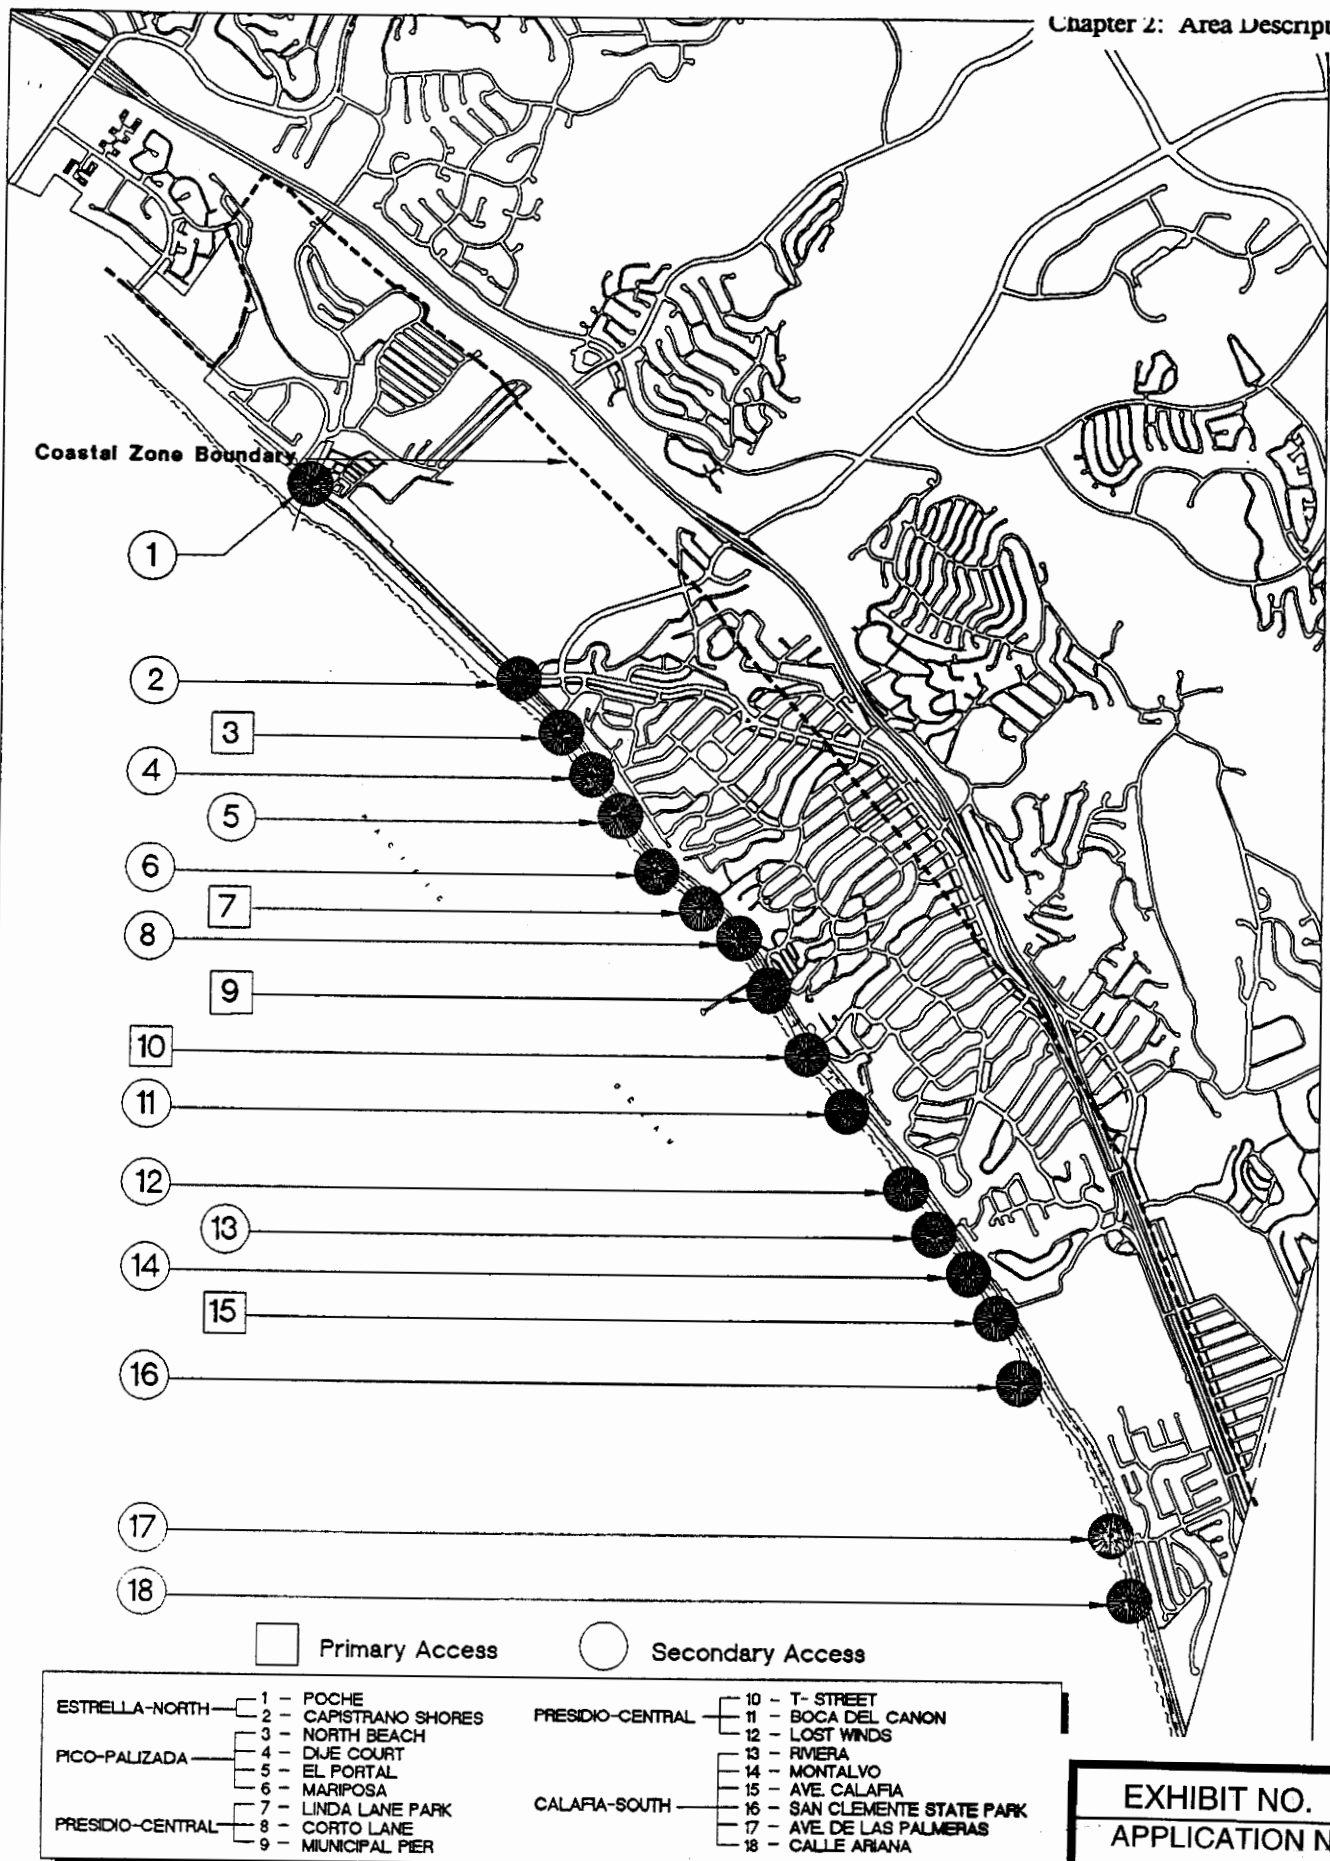 Chapter 2: Area Descript
Coastal Zone Boundary
1
2
3
4
5
6
7
8
9
10
11
12
13
14
15
16
17
18
Primary Access
Secondary Access
ESTRELLA-NORTH
1 - POCHE
2 - CAPISTRANO SHORES
PICO-PALIZADA
3 - NORTH BEACH
4 - DIJE COURT
5 - EL PORTAL
6 - MARIPOSA
PRESIDIO-CENTRAL
7 - LINDA LANE PARK
8 - CORTO LANE
9 - MIUNICIPAL PIER
PRESIDIO-CENTRAL
10 - T- STREET
11 - BOCA DEL CANON
12 - LOST WINDS
CALAFIA-SOUTH
13 - RIVIERA
14 - MONTALVO
15 - AVE. CALAFIA
16 - SAN CLEMENTE STATE PARK
17 - AVE. DE LAS PALMERAS
18 - CALLE ARIANA
EXHIBIT NO.
APPLICATION N